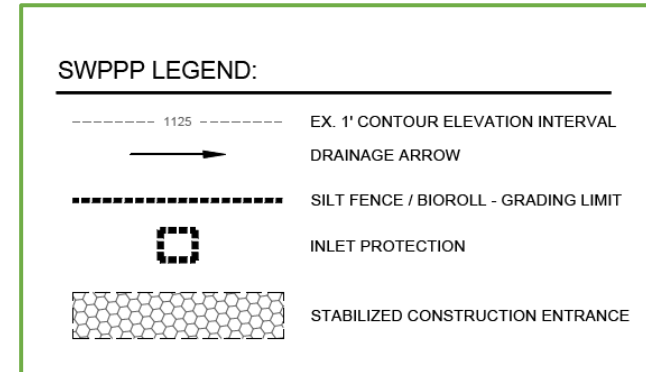 SWPPP LEGEND:
1125 EX. 1' CONTOUR ELEVATION INTERVAL
DRAINAGE ARROW
SILT FENCE / BIOROLL - GRADING LIMIT
INLET PROTECTION
STABILIZED CONSTRUCTION ENTRANCE